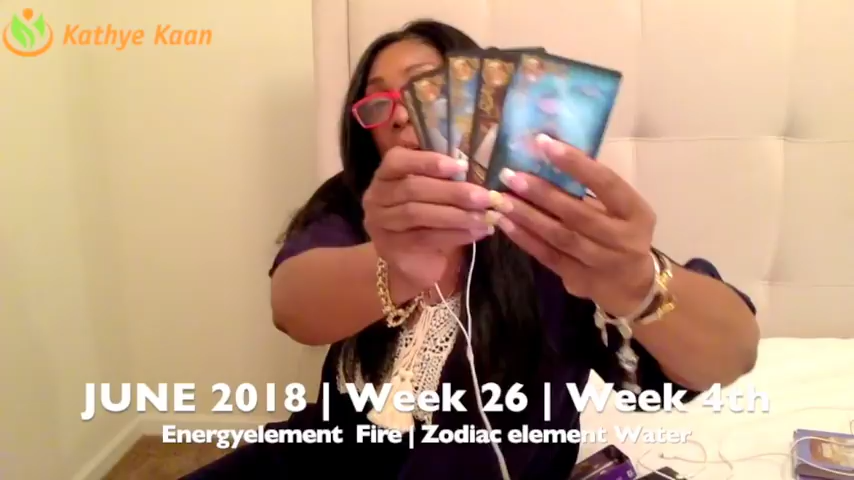 Kathye Kaan
JUNE 2018 | Week 26 | Week 4th
Energyelement Fire | Zodiac element Water